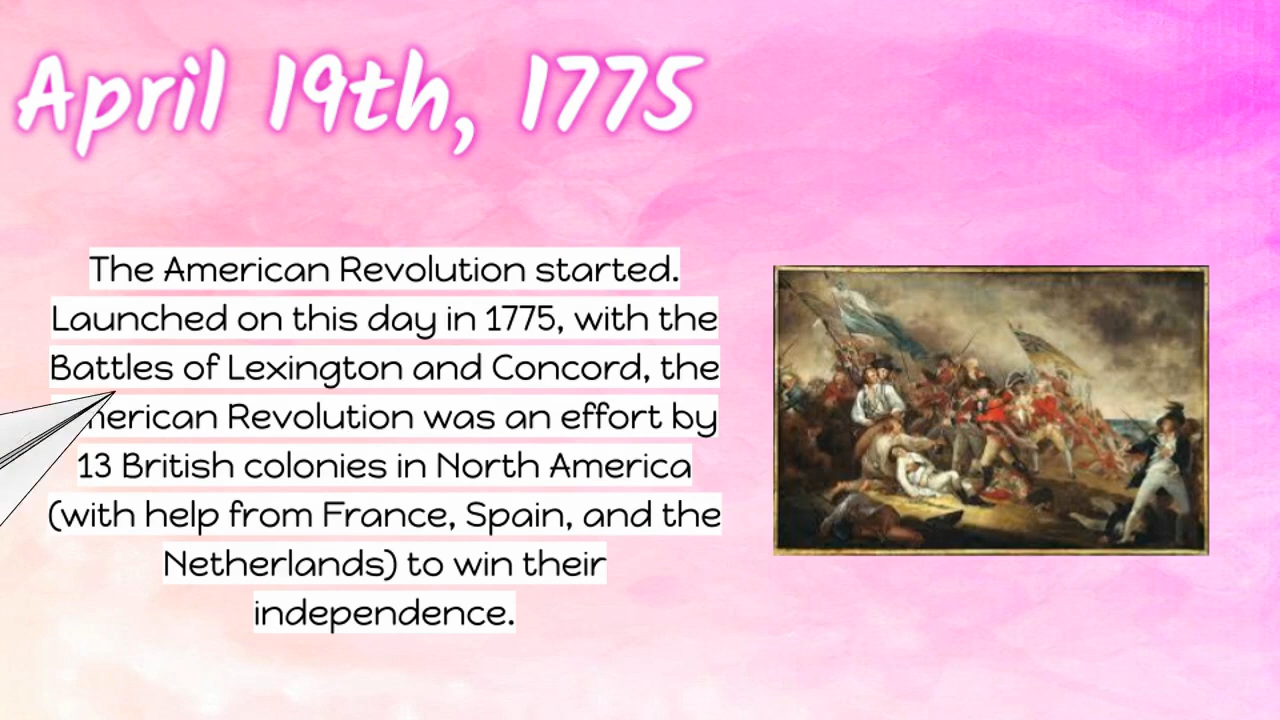 April 19th, 1775
The American Revolution started.
Launched on this day in 1775, with the
Battles of Lexington and Concord, the
merican Revolution was an effort by
13 British colonies in North America
(with help from France, Spain, and the
Netherlands) to win their
independence.